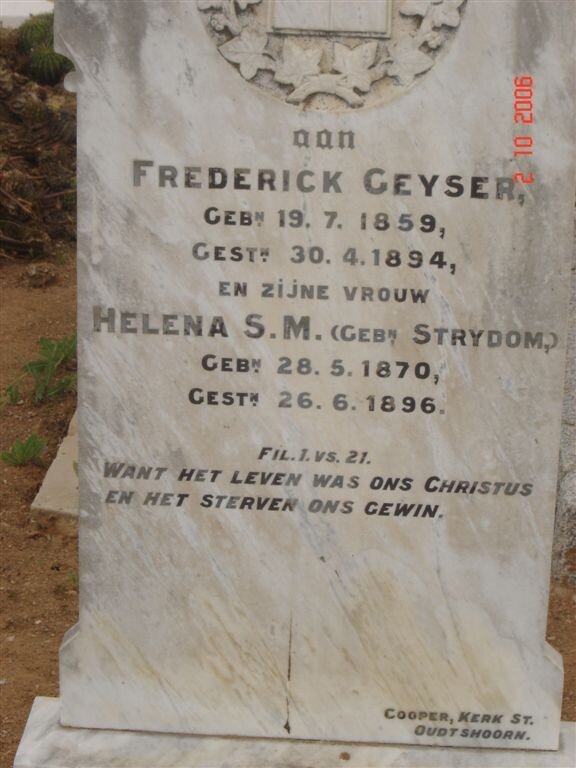 aan
FREDERICK GEYSER,
GEBN 19. 7. 1859,
GESTN 30. 4. 1894,
EN ZIJNE VROUW
HELENA S. M. (GEBN STRYDOM,)
GEBN 28. 5. 1870,
GESTN 26. 6. 1896.
FIL. 1. VS. 21.
WANT HET LEVEN WAS ONS CHRISTUS
EN HET STERVEN ONS GEWIN.
COOPER, KERK ST.
OUDTSHOORN.
2 10 2006